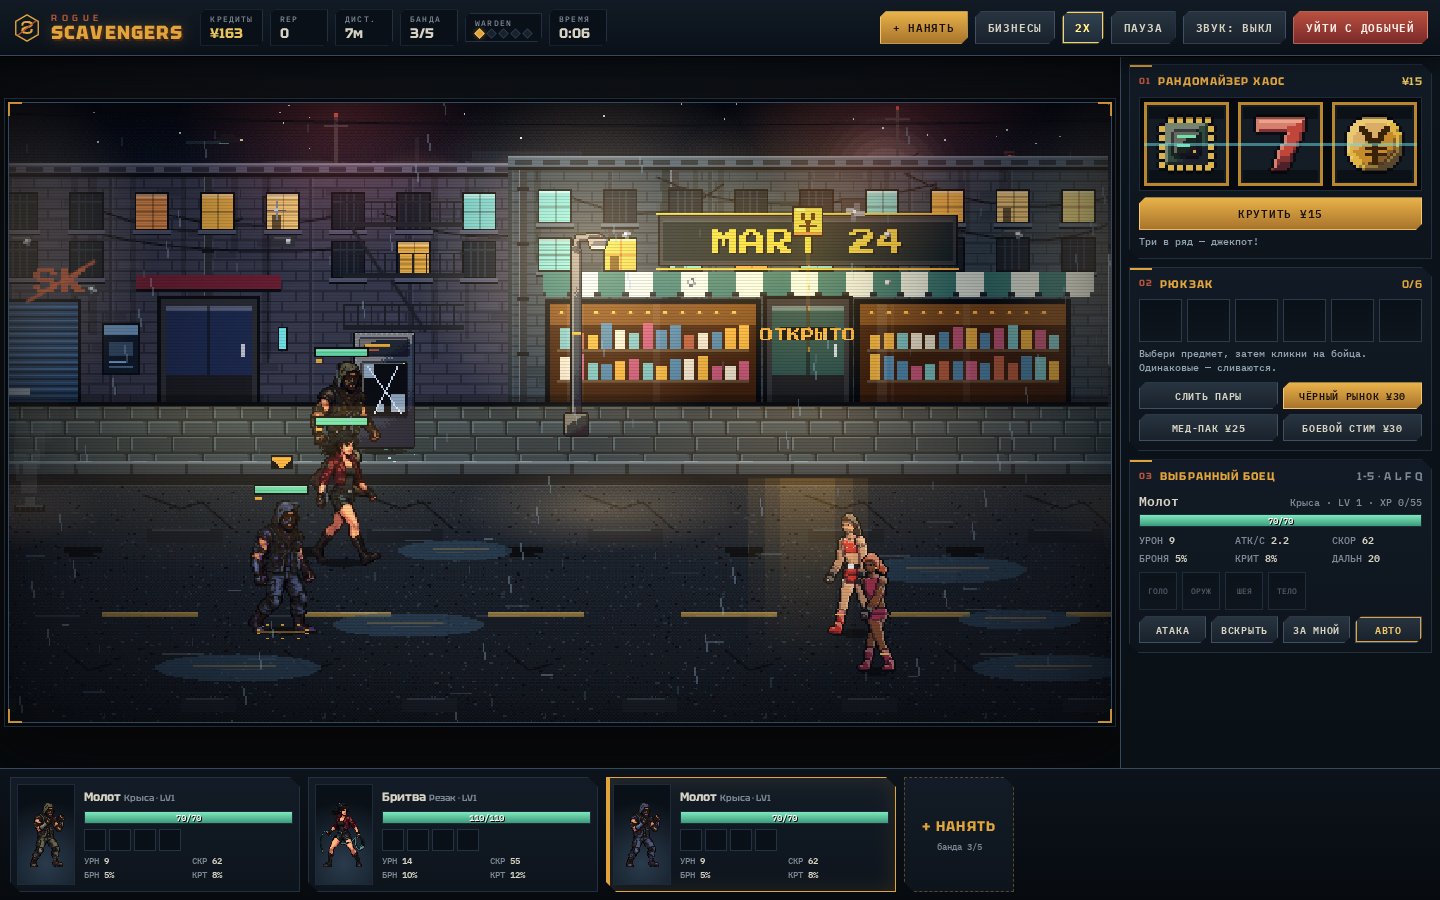 ROGUE
SCAVENGERS
КРЕДИТЫ
¥163
REP
0
ДИСТ.
7м
БАНДА
3/5
WARDEN
ВРЕМЯ
0:06
+ НАНЯТЬ
БИЗНЕСЫ
2X
ПАУЗА
ЗВУК: ВЫКЛ
УЙТИ С ДОБЫЧЕЙ
SK
MART 24
ОТКРЫТО
01 РАНДОМАЙЗЕР ХАОС ¥15
7
КРУТИТЬ ¥15
Три в ряд — джекпот!
02 РЮКЗАК 0/6
Выбери предмет, затем кликни на бойца.
Одинаковые — сливаются.
СЛИТЬ ПАРЫ
ЧЁРНЫЙ РЫНОК ¥30
МЕД-ПАК ¥25
БОЕВОЙ СТИМ ¥30
03 ВЫБРАННЫЙ БОЕЦ 1-5·A L F Q
Молот Крыса · LV 1 · XP 0/55
70/70
УРОН 9 АТК/С 2.2 СКОР 62
БРОНЯ 5% КРИТ 8% ДАЛЬН 20
ГОЛО ОРУЖ ШЕЯ ТЕЛО
АТАКА
ВСКРЫТЬ
ЗА МНОЙ
АВТО
Молот Крыса·LV1
70/70
УРН 9 СКР 62
БРН 5% КРТ 8%
Бритва Резак·LV1
110/110
УРН 14 СКР 55
БРН 10% КРТ 12%
Молот Крыса·LV1
70/70
УРН 9 СКР 62
БРН 5% КРТ 8%
+ НАНЯТЬ
банда 3/5